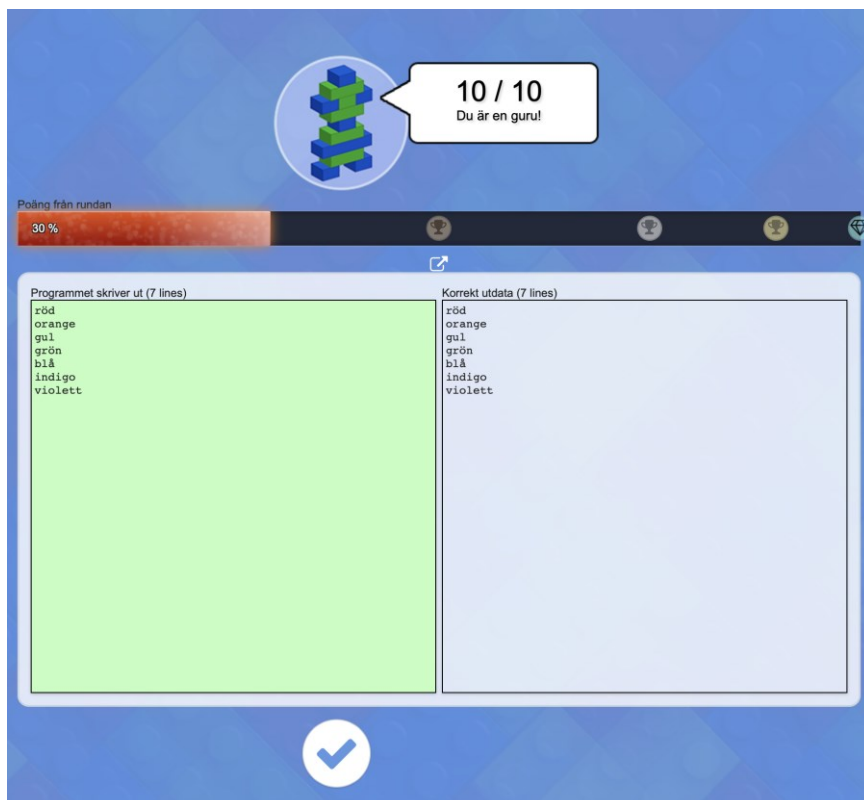 10 / 10
Du är en guru!
Poäng från rundan
30 %
Programmet skriver ut (7 lines)
röd
orange
gul
grön
blå
indigo
violett
Korrekt utdata (7 lines)
röd
orange
gul
grön
blå
indigo
violett